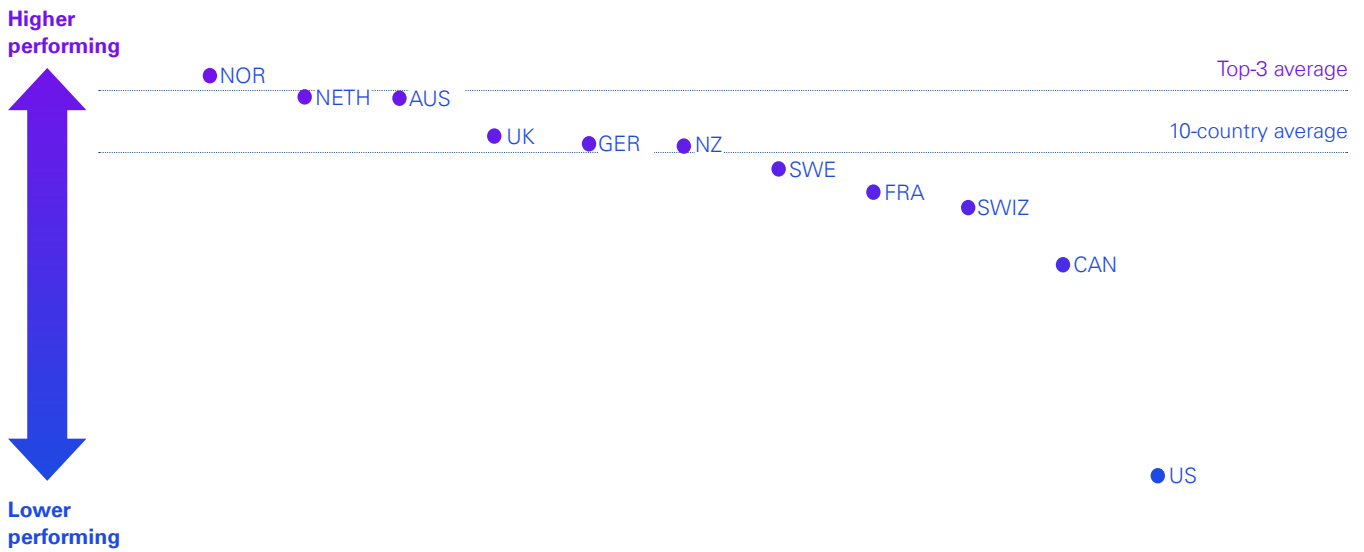 Higher
performing
Top-3 average
NOR
NETH
AUS
10-country average
UK
GER
NZ
SWE
FRA
SWIZ
CAN
US
Lower
performing